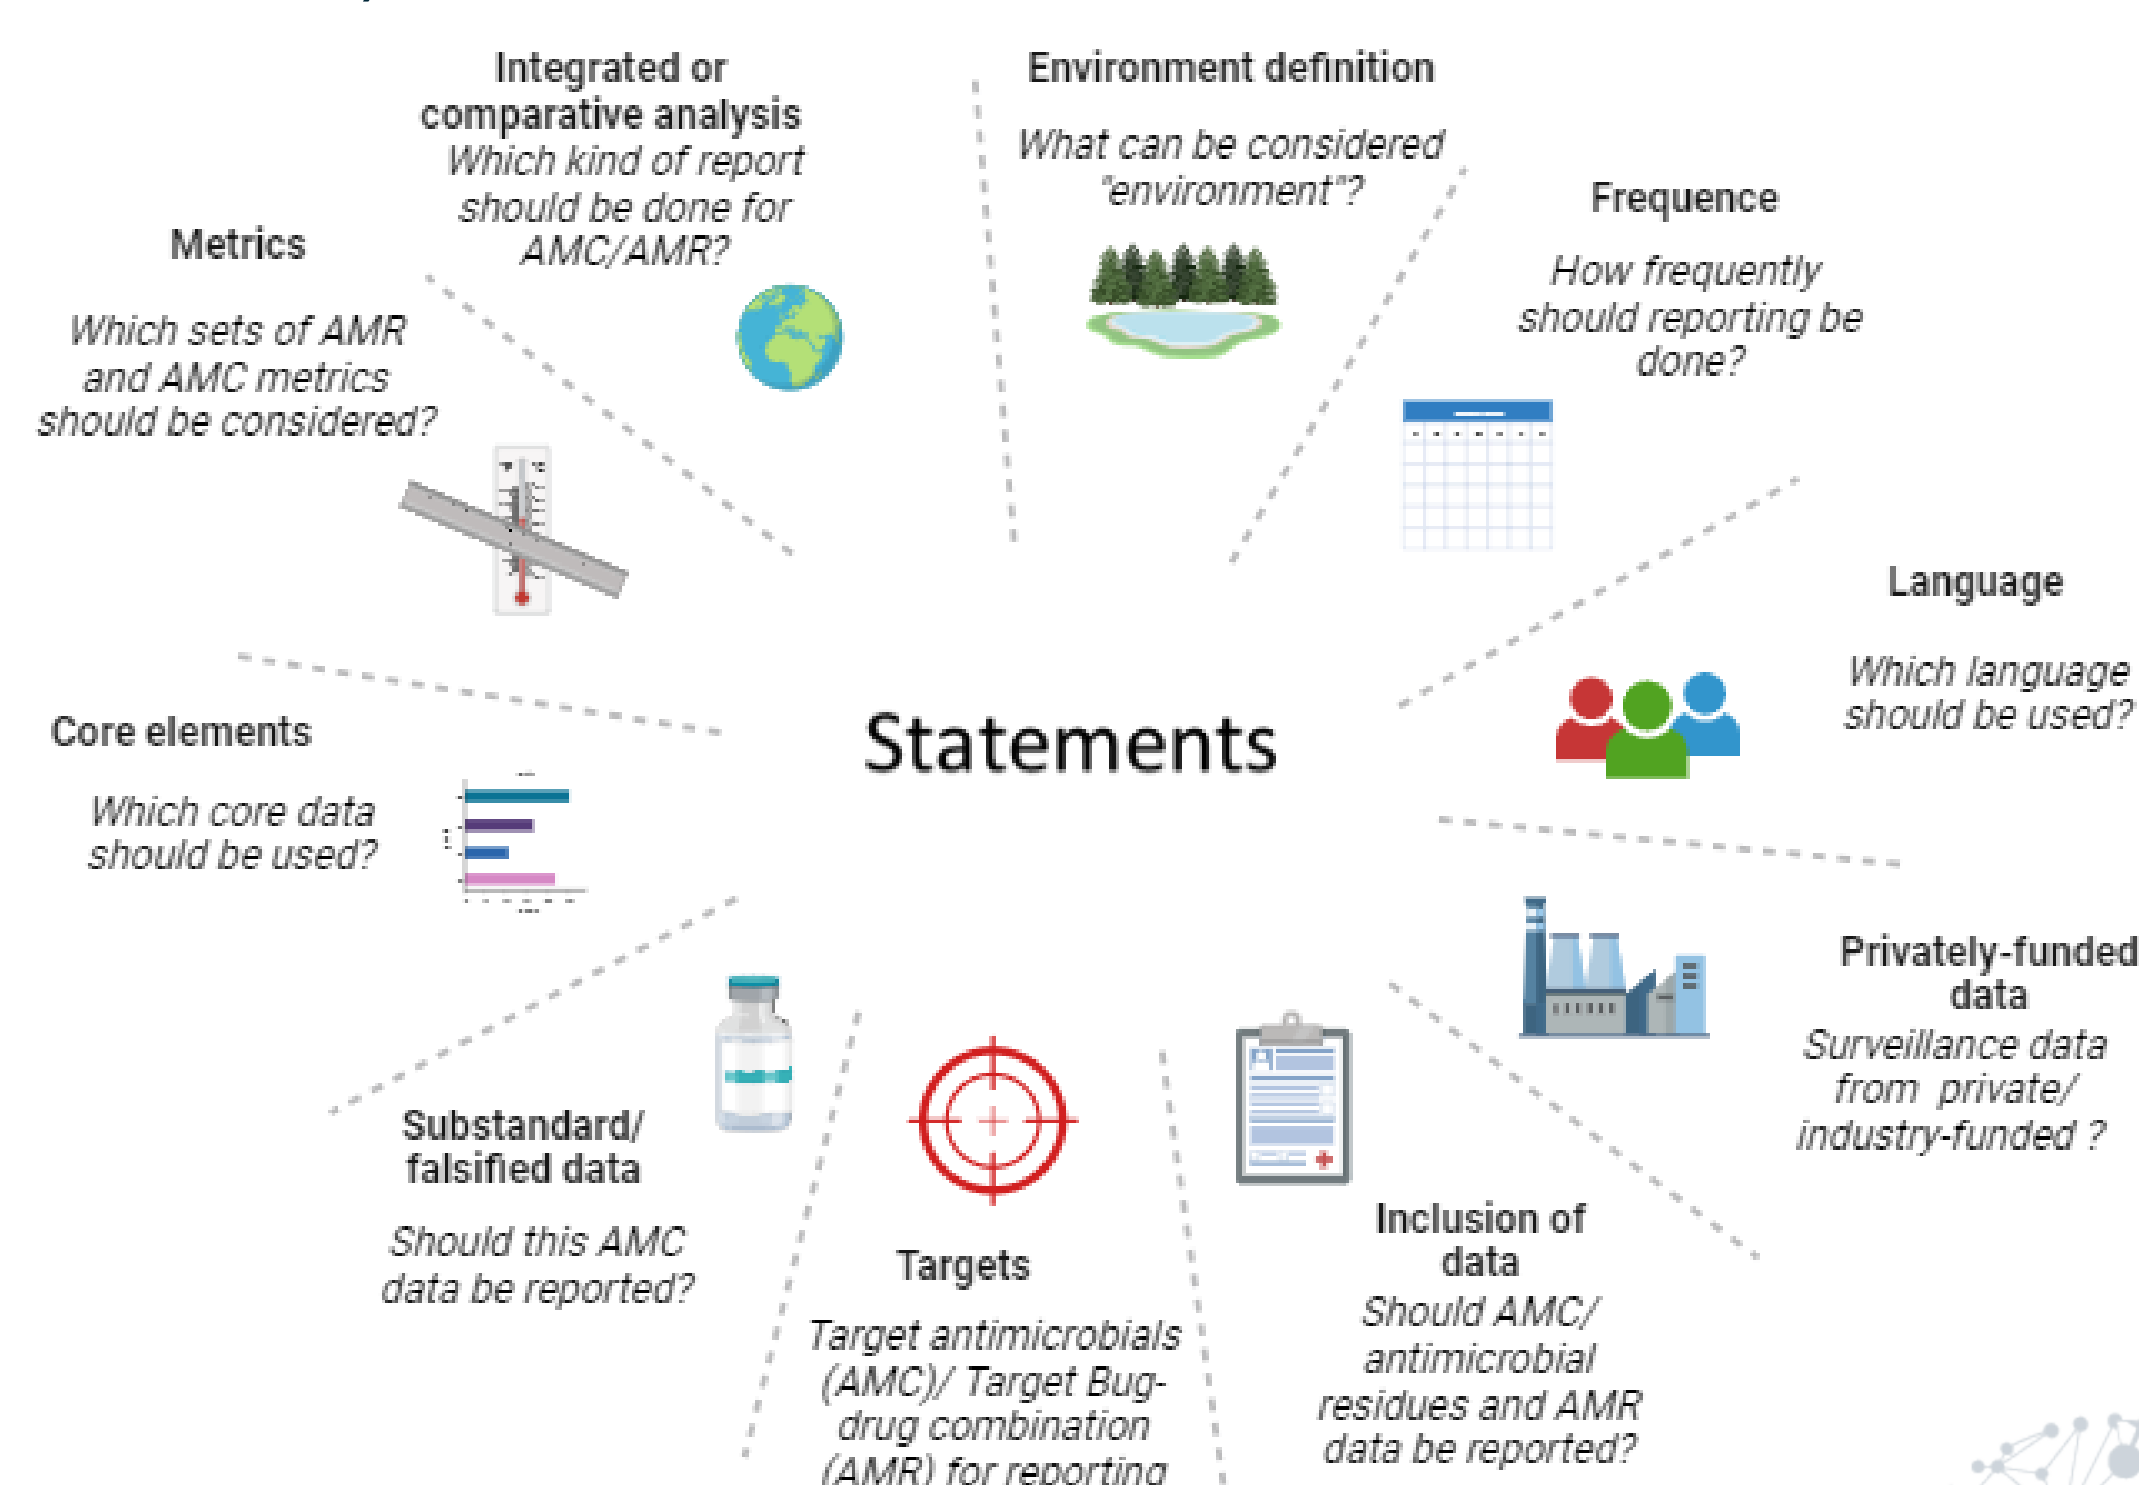 Integrated or
comparative analysis
Which kind of report
should be done for
AMC/AMR?
Environment definition
What can be considered
"environment"?
Frequence
How frequently
should reporting be
done?
Metrics
Which sets of AMR
and AMC metrics
should be considered?
Language
Which language
should be used?
Statements
Core elements
Which core data
should be used?
Privately-funded
data
Surveillance data
from private/
industry-funded ?
Substandard/
falsified data
Should this AMC
data be reported?
Targets
Target antimicrobials
(AMC)/ Target Bug-
drug combination
(AMR) for reporting
Inclusion of
data
Should AMC/
antimicrobial
residues and AMR
data be reported?